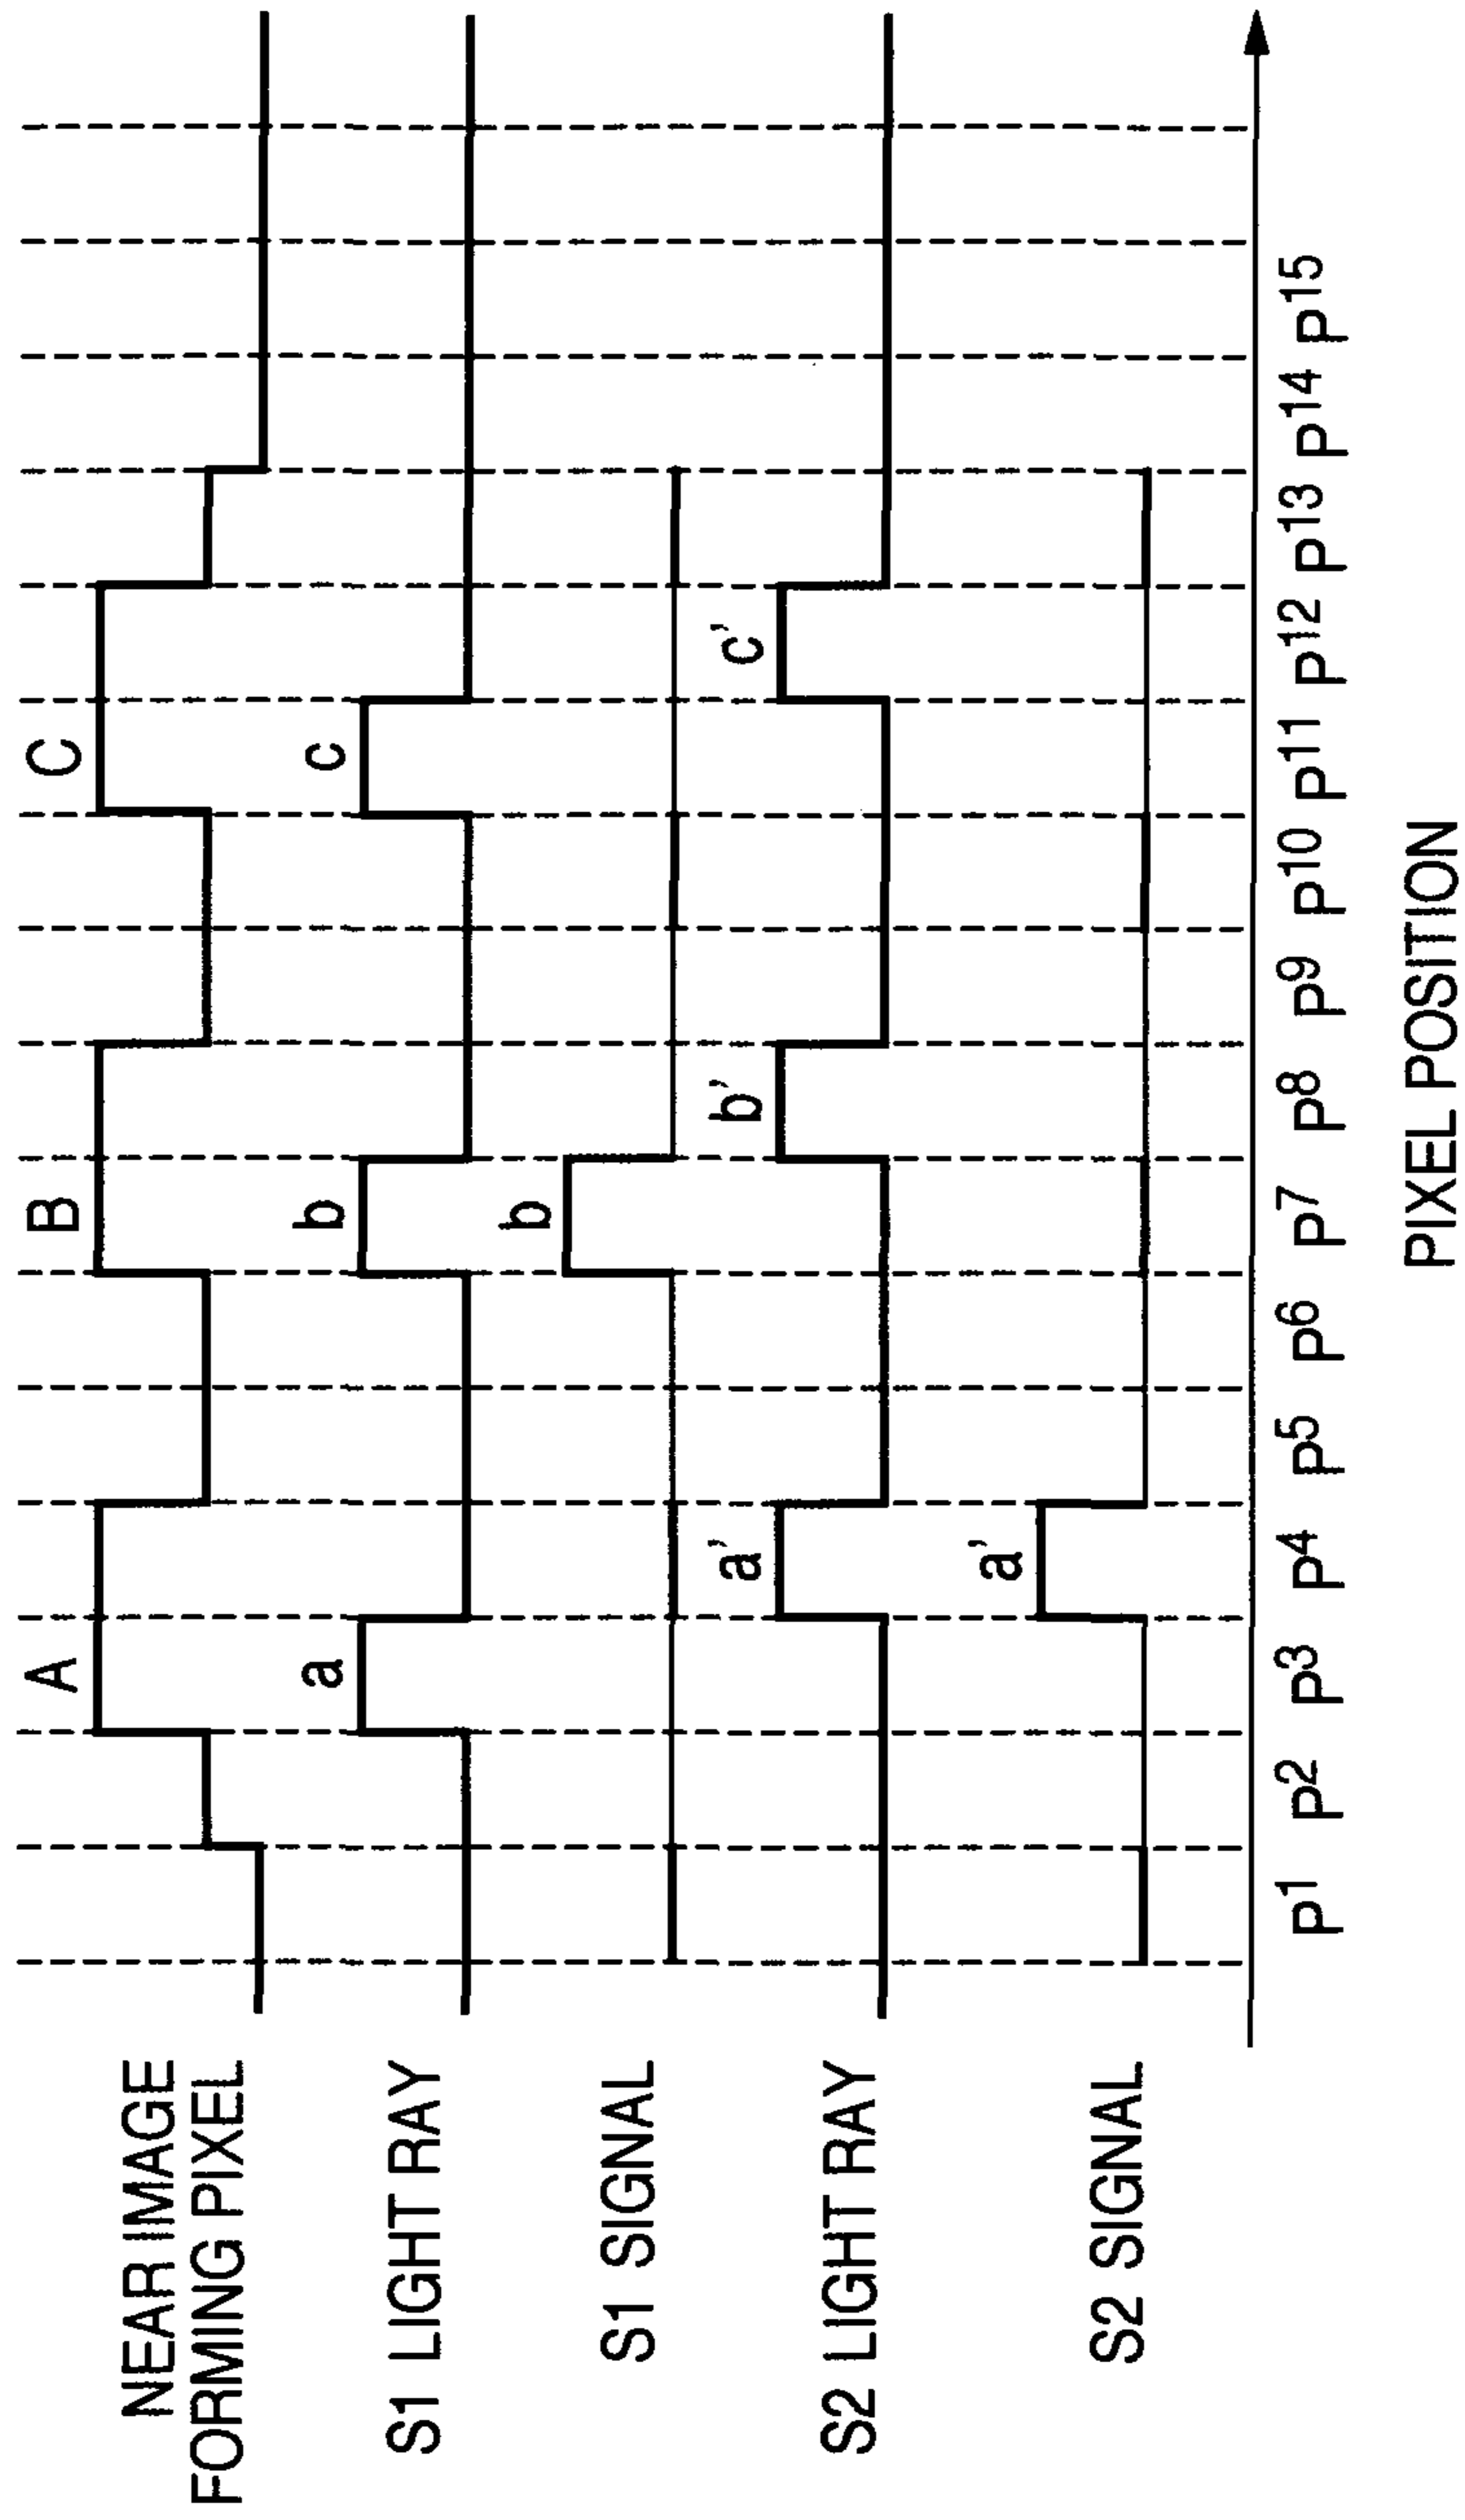 NEAR IMAGE
FORMING PIXEL
A
B
C
S1 LIGHT RAY
a
b
c
S1 SIGNAL
b
S2 LIGHT RAY
a'
b'
c'
S2 SIGNAL
a'
p1 p2 p3 p4 p5 p6 p7 p8 p9 p10 p11 p12 p13 p14 p15
PIXEL POSITION